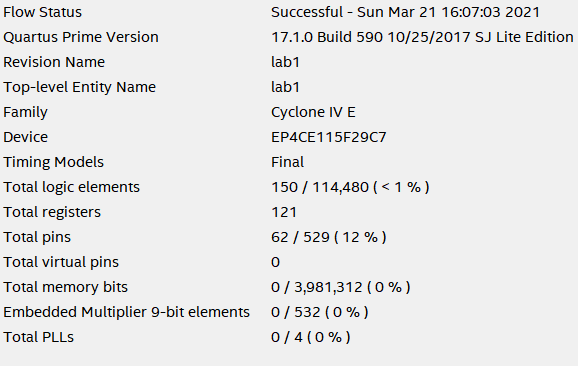 Flow Status Successful - Sun Mar 21 16:07:03 2021
Quartus Prime Version 17.1.0 Build 590 10/25/2017 SJ Lite Edition
Revision Name lab1
Top-level Entity Name lab1
Family Cyclone IV E
Device EP4CE115F29C7
Timing Models Final
Total logic elements 150 / 114,480 ( < 1 % )
Total registers 121
Total pins 62 / 529 ( 12 % )
Total virtual pins 0
Total memory bits 0 / 3,981,312 ( 0 % )
Embedded Multiplier 9-bit elements 0 / 532 ( 0 % )
Total PLLs 0 / 4 ( 0 % )